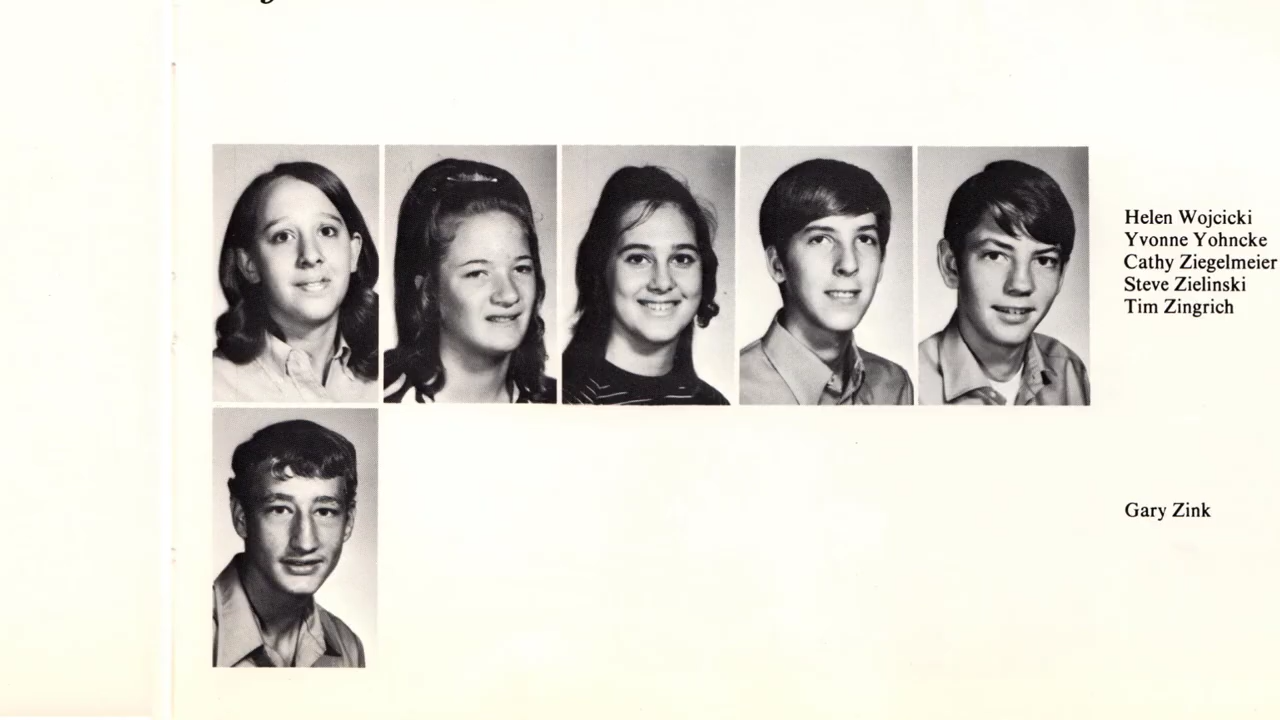 Helen Wojcicki
Yvonne Yohncke
Cathy Ziegelmeier
Steve Zielinski
Tim Zingrich
Gary Zink